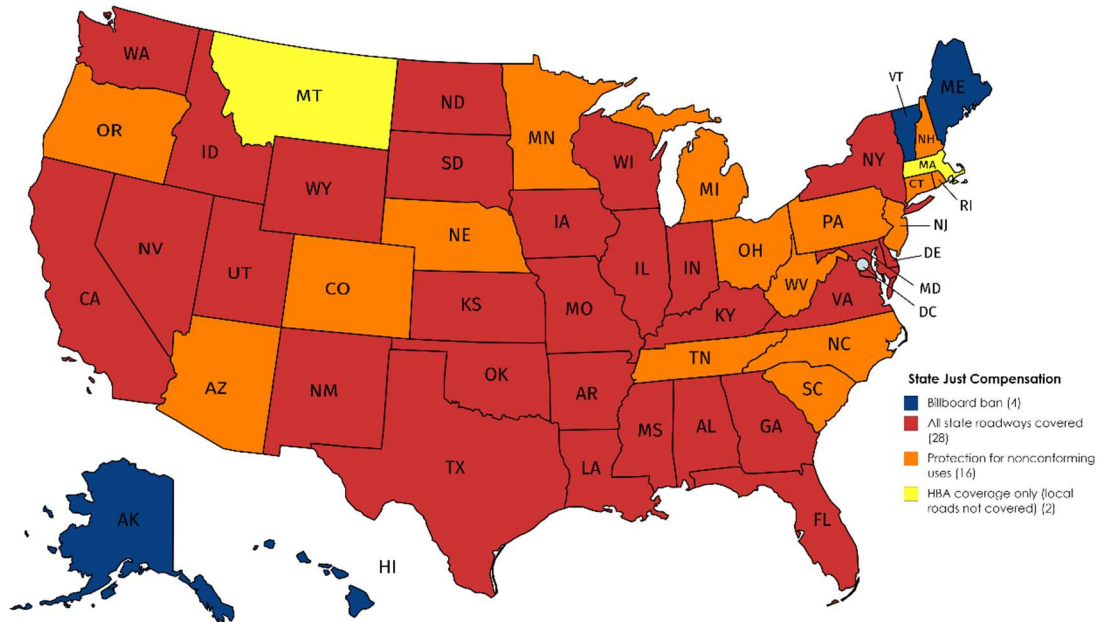 WA
MT
ND
MN
VT
ME
OR
ID
SD
WI
MI
NY
NH
MA
CT
RI
WY
IA
NE
PA
NJ
NV
UT
CO
IL
IN
OH
DE
CA
KS
MO
WV
VA
MD
KY
DC
AZ
NM
OK
AR
TN
NC
SC
MS
AL
GA
TX
LA
FL
AK
HI
State Just Compensation
Billboard ban (4)
All state roadways covered
(28)
Protection for nonconforming
uses (16)
HBA coverage only (local
roads not covered) (2)